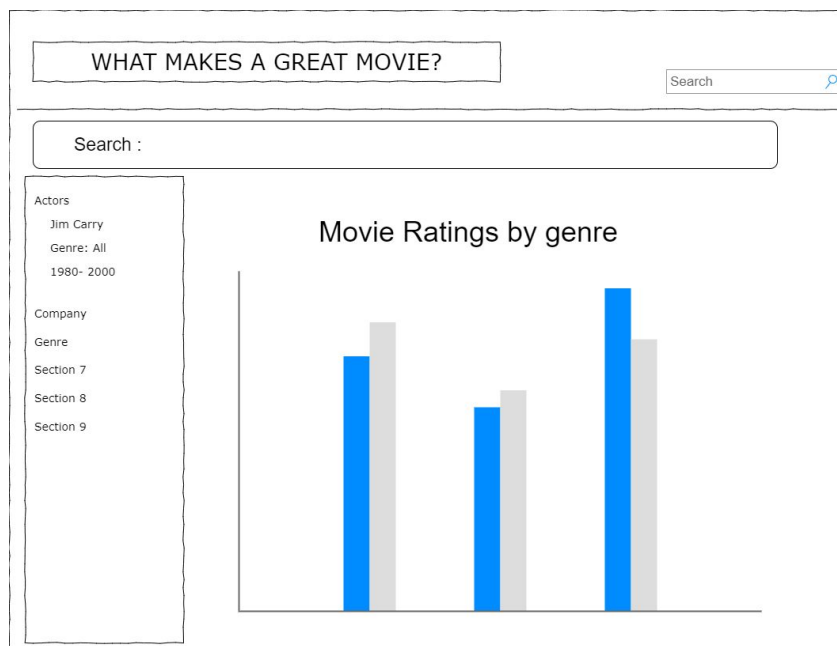 WHAT MAKES A GREAT MOVIE?
Search
Search :
Actors
Jim Carry
Genre: All
1980- 2000
Company
Genre
Section 7
Section 8
Section 9
Movie Ratings by genre